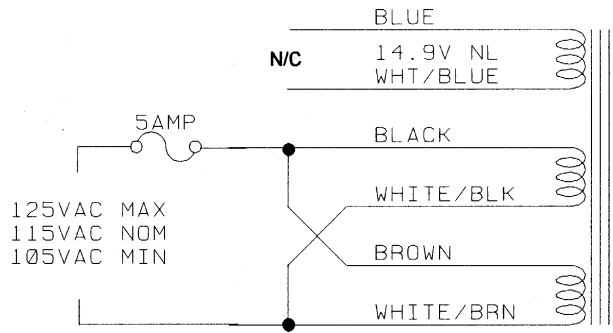 BLUE
N/C
14.9V NL
WHT/BLUE
5AMP
BLACK
WHITE/BLK
125VAC MAX
115VAC NOM
105VAC MIN
BROWN
WHITE/BRN